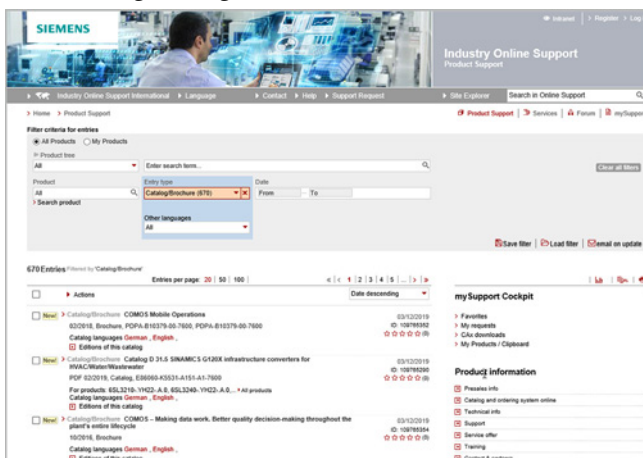 SIEMENS
Intranet > Register > Log
Industry Online Support
Product Support
Industry Online Support International > Language > Contact > Help > Support Request > Site Explorer Search in Online Support
> Home > Product Support
Product Support Services Forum mySuppor
Filter criteria for entries
All Products My Products
Product tree
All Enter search term... Clear all filters
Product Entry type Date
All Catalog/Brochure (670) From - To
> Search product
Other languages
All
Save filter Load filter email on update
670 Entries Filtered by "Catalog/Brochure"
Entries per page: 20 | 50 | 100 | « | < 1 | 2 | 3 | 4 | 5 | ... | > | »
Actions Date descending
New! > Catalog/Brochure COMOS Mobile Operations 03/13/2019
02/2018, Brochure, PDPA-B10379-00-7600, PDPA-B10379-00-7600
Catalog languages German , English ,
Editions of this catalog
New! > Catalog/Brochure Catalog D 31.5 SINAMICS G120X infrastructure converters for HVAC/Water/Wastewater 03/13/2019
PDF 02/2019, Catalog, E86060-K5531-A151-A1-7600
For products: 6SL3210-.YH22-.A.0, 6SL3240-.YH22-.A.0,... > All products
Catalog languages German , English ,
Editions of this catalog
New! > Catalog/Brochure COMOS – Making data work. Better quality decision-making throughout the plant's entire lifecycle 03/13/2019
10/2016, Brochure
Catalog languages German , English ,
Editions of this catalog
mySupport Cockpit
> Favorites
> My requests
> CAx downloads
> My Products / Clipboard
Product information
Presales info
Catalog and ordering system online
Technical info
Support
Service offer
Training